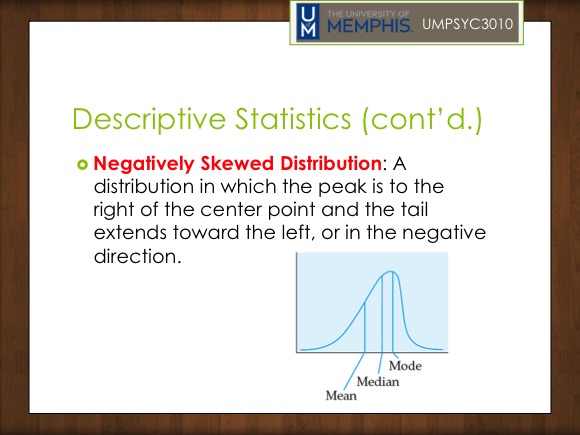 UM
THE UNIVERSITY OF
MEMPHIS.
UMPSYC3010
Descriptive Statistics (cont’d.)
Negatively Skewed Distribution: A
distribution in which the peak is to the
right of the center point and the tail
extends toward the left, or in the negative
direction.
Mode
Median
Mean